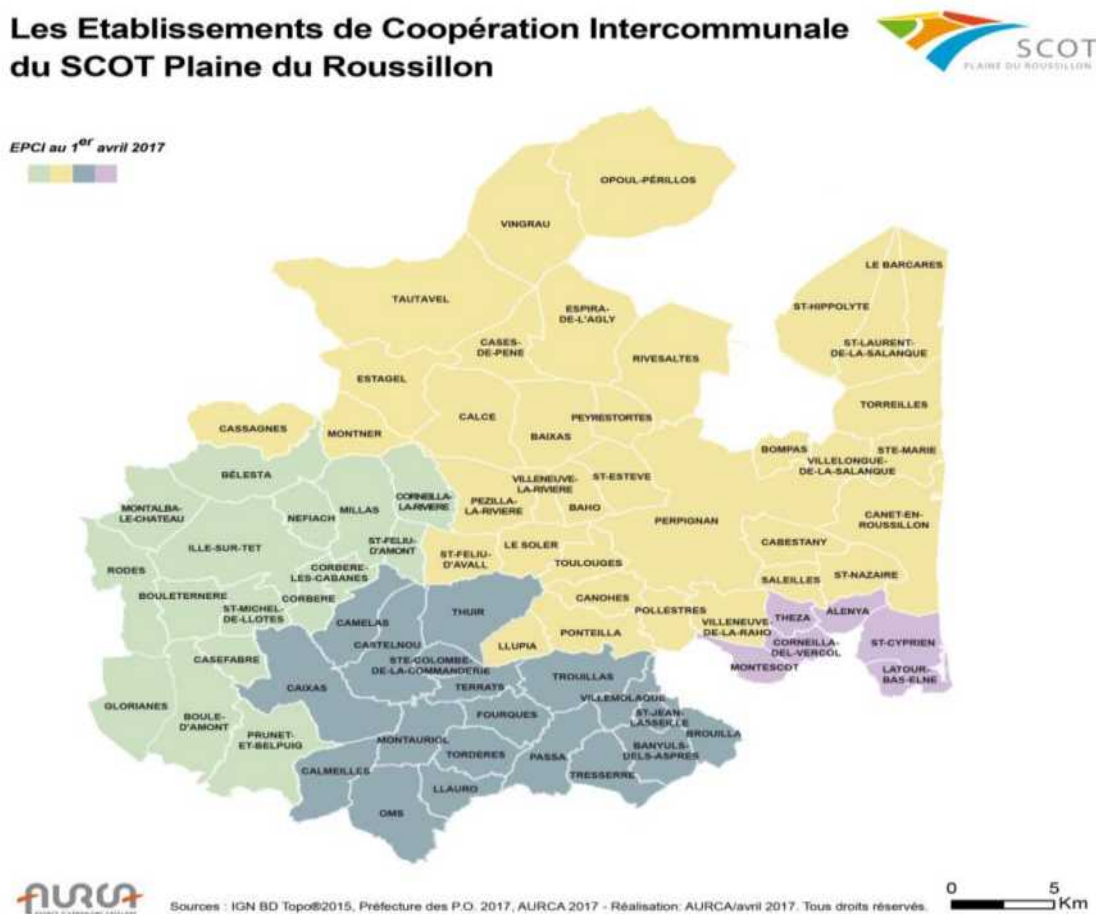 Les Etablissements de Coopération Intercommunale
du SCOT Plaine du Roussillon
SCOT
PLAINE DU ROUSSILLON
EPCI au 1er avril 2017
OPOUL-PÉRILLOS
VINGRAU
LE BARCARES
TAUTAVEL
ESPIRA-
DE-L'AGLY
ST-HIPPOLYTE
CASES-
DE-PENE
RIVESALTES
ST-LAURENT-
DE-LA-SALANQUE
ESTAGEL
TORREILLES
CASSAGNES
MONTNER
CALCE
PEYRESTORTES
BAIXAS
BOMPAS
STE-MARIE
VILLELONGUE-
DE-LA-SALANQUE
BÉLESTA
VILLENEUVE-
LA-RIVIERE
ST-ESTEVE
CORNEILLA-
LA-RIVIERE
PEZILLA-
LA-RIVIERE
BAHO
MONTALBA-
LE-CHATEAU
NEFIACH
MILLAS
PERPIGNAN
CANET-EN-
ROUSSILLON
ILLE-SUR-TET
ST-FELIU-
D'AMONT
LE SOLER
CABESTANY
ST-FELIU-
D'AVALL
TOULOUGES
RODES
CORBERE-
LES-CABANES
SALEILLES
ST-NAZAIRE
BOULETERNERE
CORBERE
CANOHES
ST-MICHEL-
DE-LLOTES
THUIR
POLLESTRES
CAMELAS
VILLENEUVE-
DE-LA-RAHO
THEZA
ALENYA
PONTEILLA
CASTELNOU
LLUPIA
CORNEILLA-
DEL-VERCOL
ST-CYPRIEN
CASEFABRE
STE-COLOMBE-
DE-LA-COMMANDERIE
MONTESCOT
LATOUR-
BAS-ELNE
CAIXAS
TERRATS
TROUILLAS
VILLEMOLAQUE
GLORIANES
BOULE-
D'AMONT
FOURQUES
ST-JEAN-
LASSEILLE
PRUNET-
ET-BELPUIG
MONTAURIOL
BROUILLA
TORDERES
PASSA
BANYULS-
DELS-ASPRES
CALMEILLES
TRESSERRE
LLAURO
OMS
AURCA
Sources : IGN BD Topo®2015, Préfecture des P.O. 2017, AURCA 2017 - Réalisation: AURCA/avril 2017. Tous droits réservés.
0 5
Km